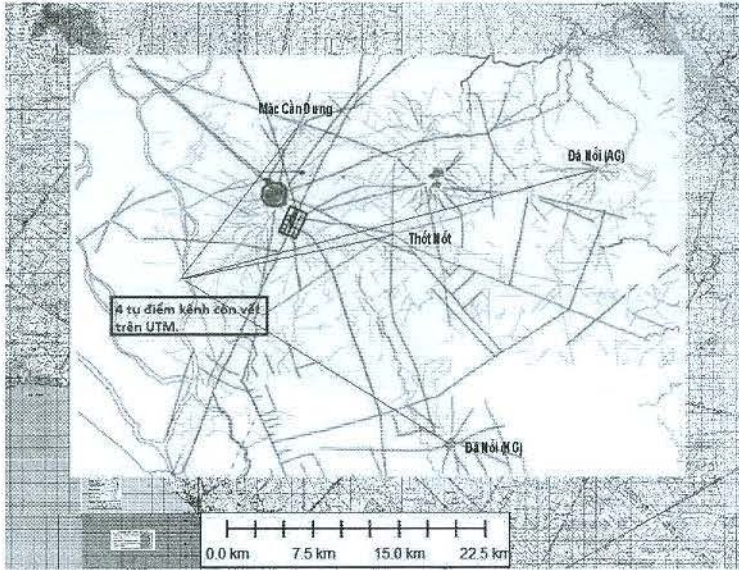 Mặc Cần Dưng
Đá Nổi (AG)
Thốt Nốt
4 tụ điểm kênh còn vết
trên UTM.
Đá Nổi (KG)
0.0 km 7.5 km 15.0 km 22.5 km